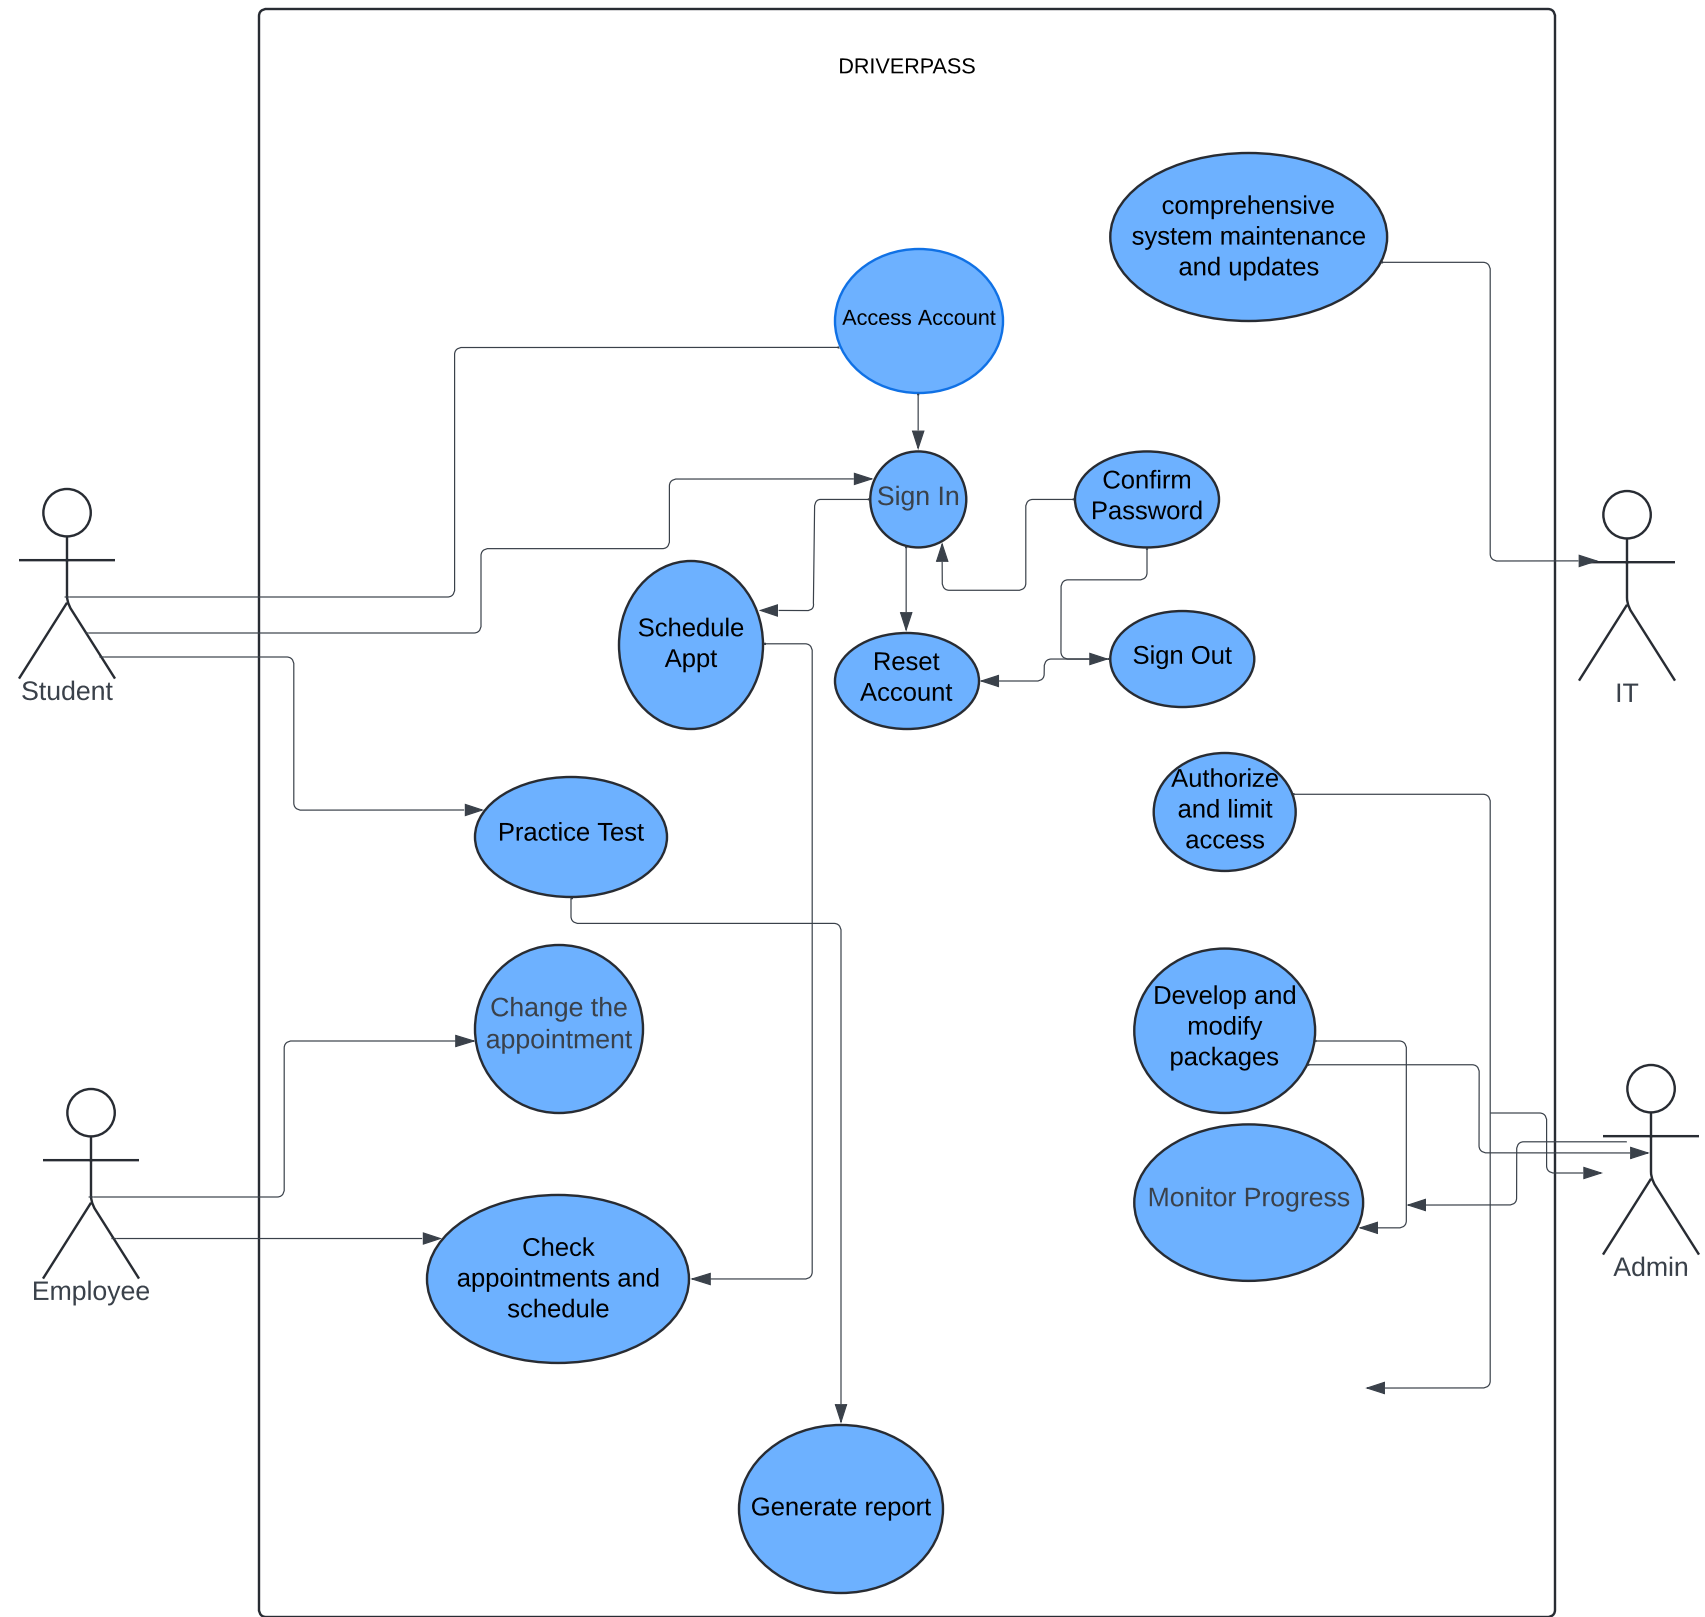 DRIVERPASS
comprehensive
system maintenance
and updates
Access Account
Sign In
Confirm
Password
Schedule
Appt
Reset
Account
Sign Out
Student
IT
Practice Test
Authorize
and limit
access
Change the
appointment
Develop and
modify
packages
Monitor Progress
Employee
Admin
Check
appointments and
schedule
Generate report